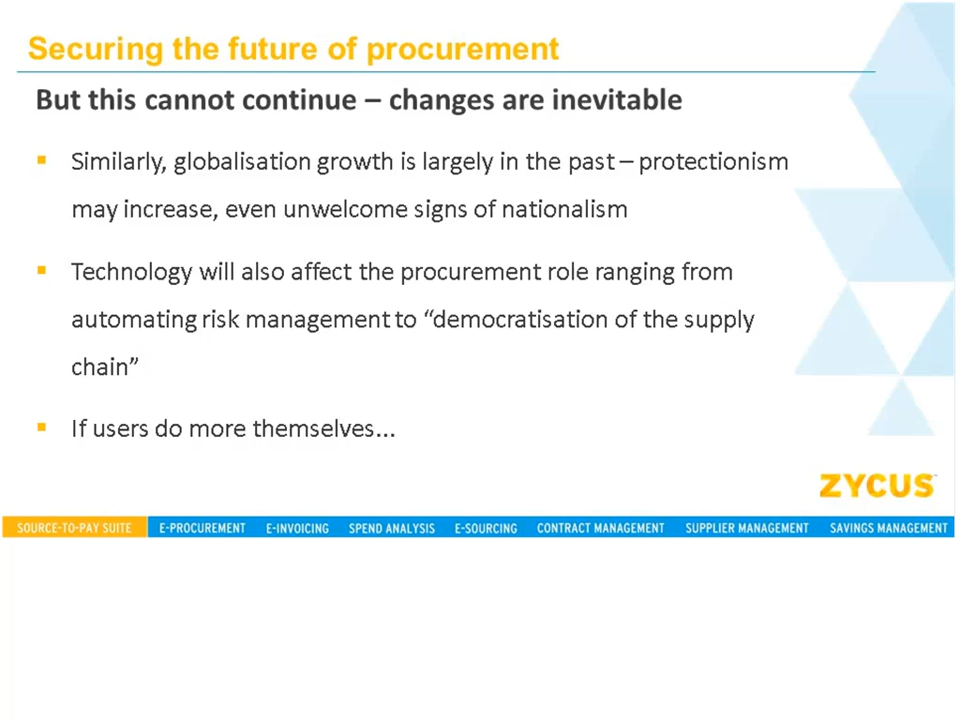 Securing the future of procurement
But this cannot continue – changes are inevitable
▪ Similarly, globalisation growth is largely in the past – protectionism
may increase, even unwelcome signs of nationalism
▪ Technology will also affect the procurement role ranging from
automating risk management to “democratisation of the supply
chain”
▪ If users do more themselves...
ZYCUS™
SOURCE-TO-PAY SUITE E-PROCUREMENT E-INVOICING SPEND ANALYSIS E-SOURCING CONTRACT MANAGEMENT SUPPLIER MANAGEMENT SAVINGS MANAGEMENT